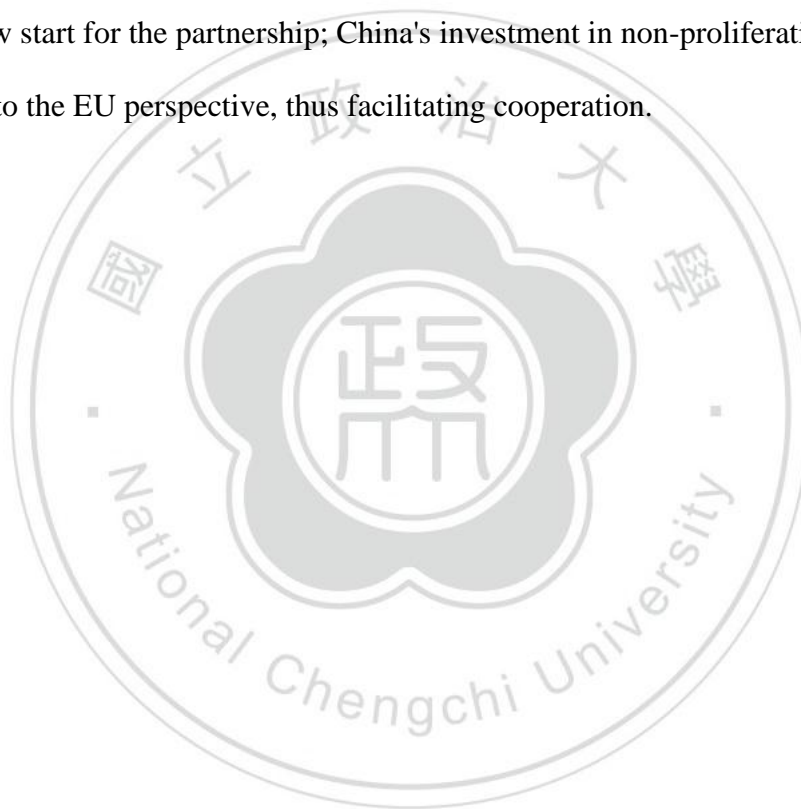 w start for the partnership; China's investment in non-proliferati
to the EU perspective, thus facilitating cooperation.
國立政治大學
政
National Chengchi University